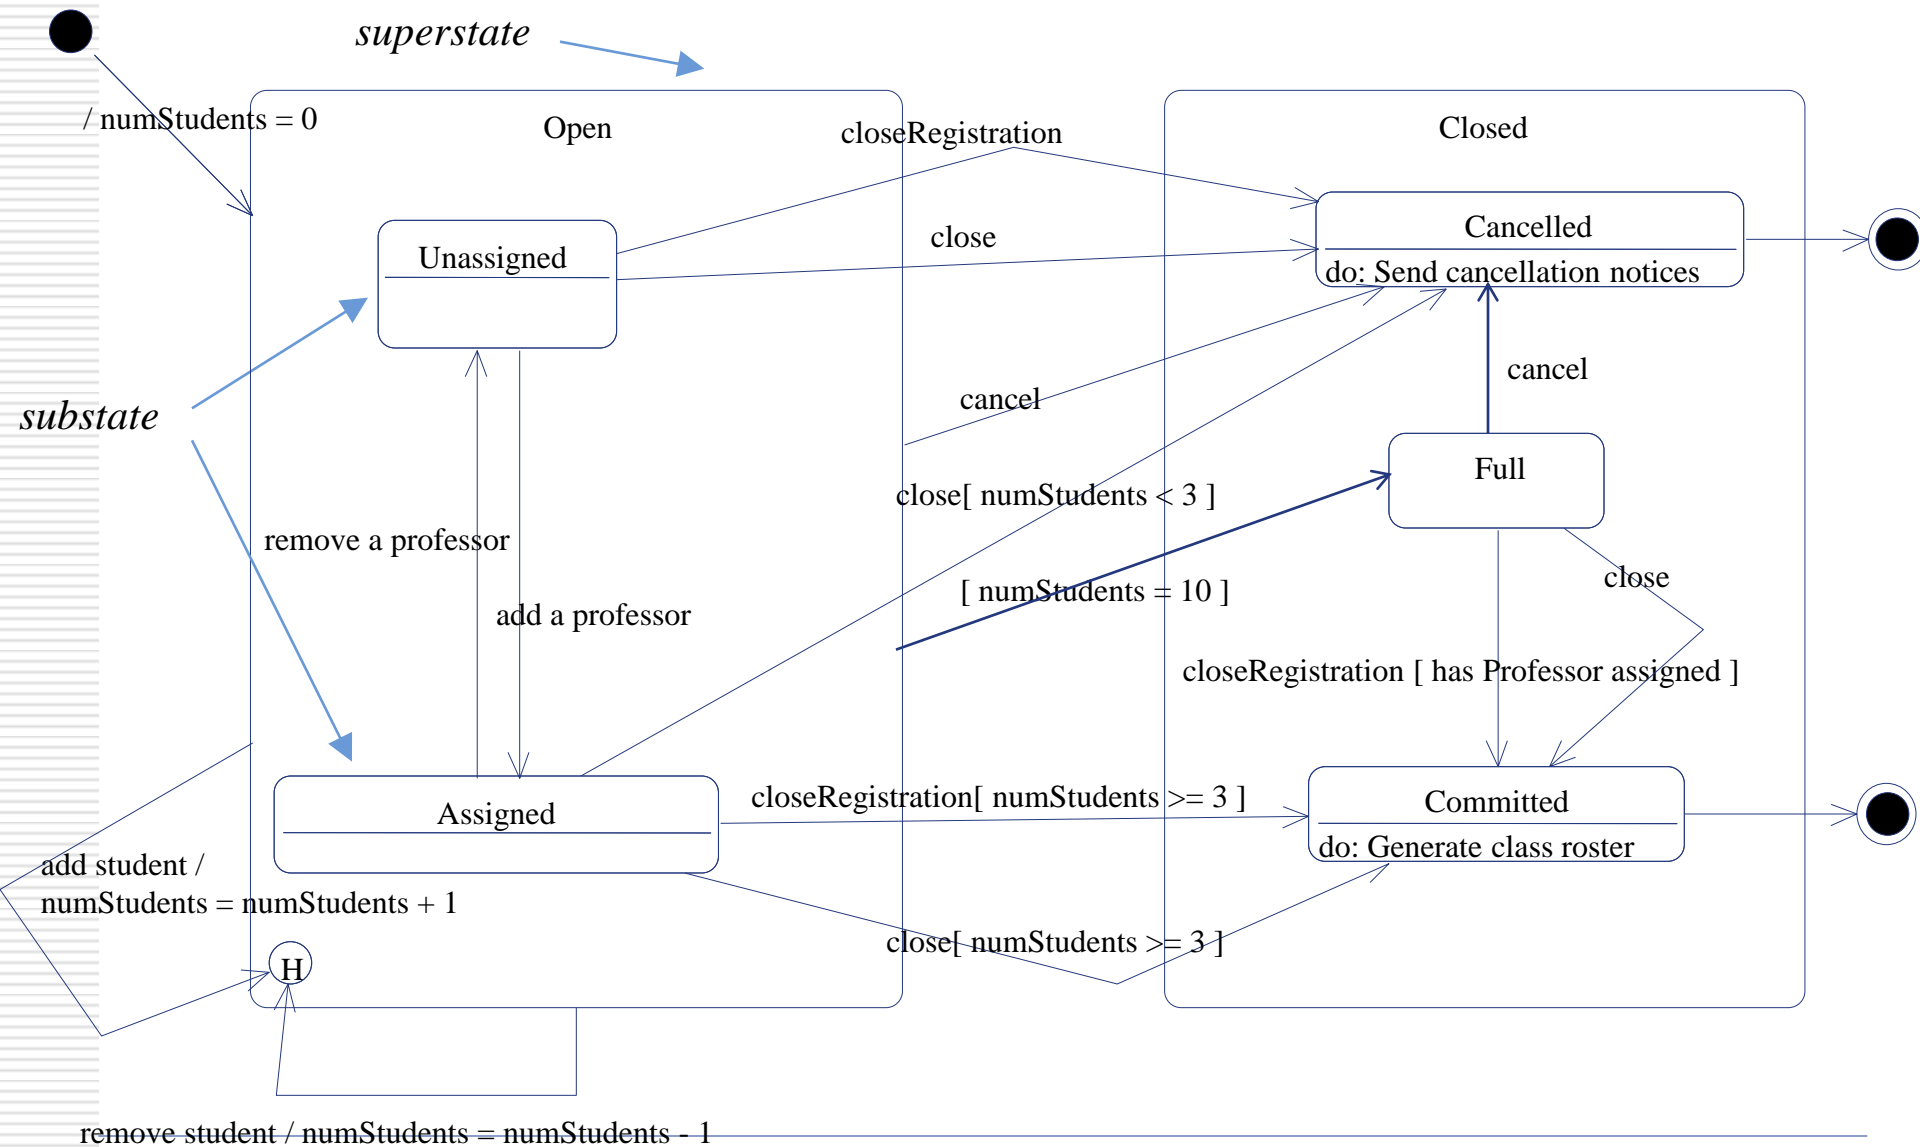 superstate
/ numStudents = 0
Open
closeRegistration
Closed
Unassigned
close
Cancelled
do: Send cancellation notices
cancel
cancel
substate
Full
close[ numStudents < 3 ]
remove a professor
close
[ numStudents = 10 ]
add a professor
closeRegistration [ has Professor assigned ]
Assigned
closeRegistration[ numStudents >= 3 ]
Committed
do: Generate class roster
add student /
numStudents = numStudents + 1
close[ numStudents >= 3 ]
H
remove student / numStudents = numStudents - 1